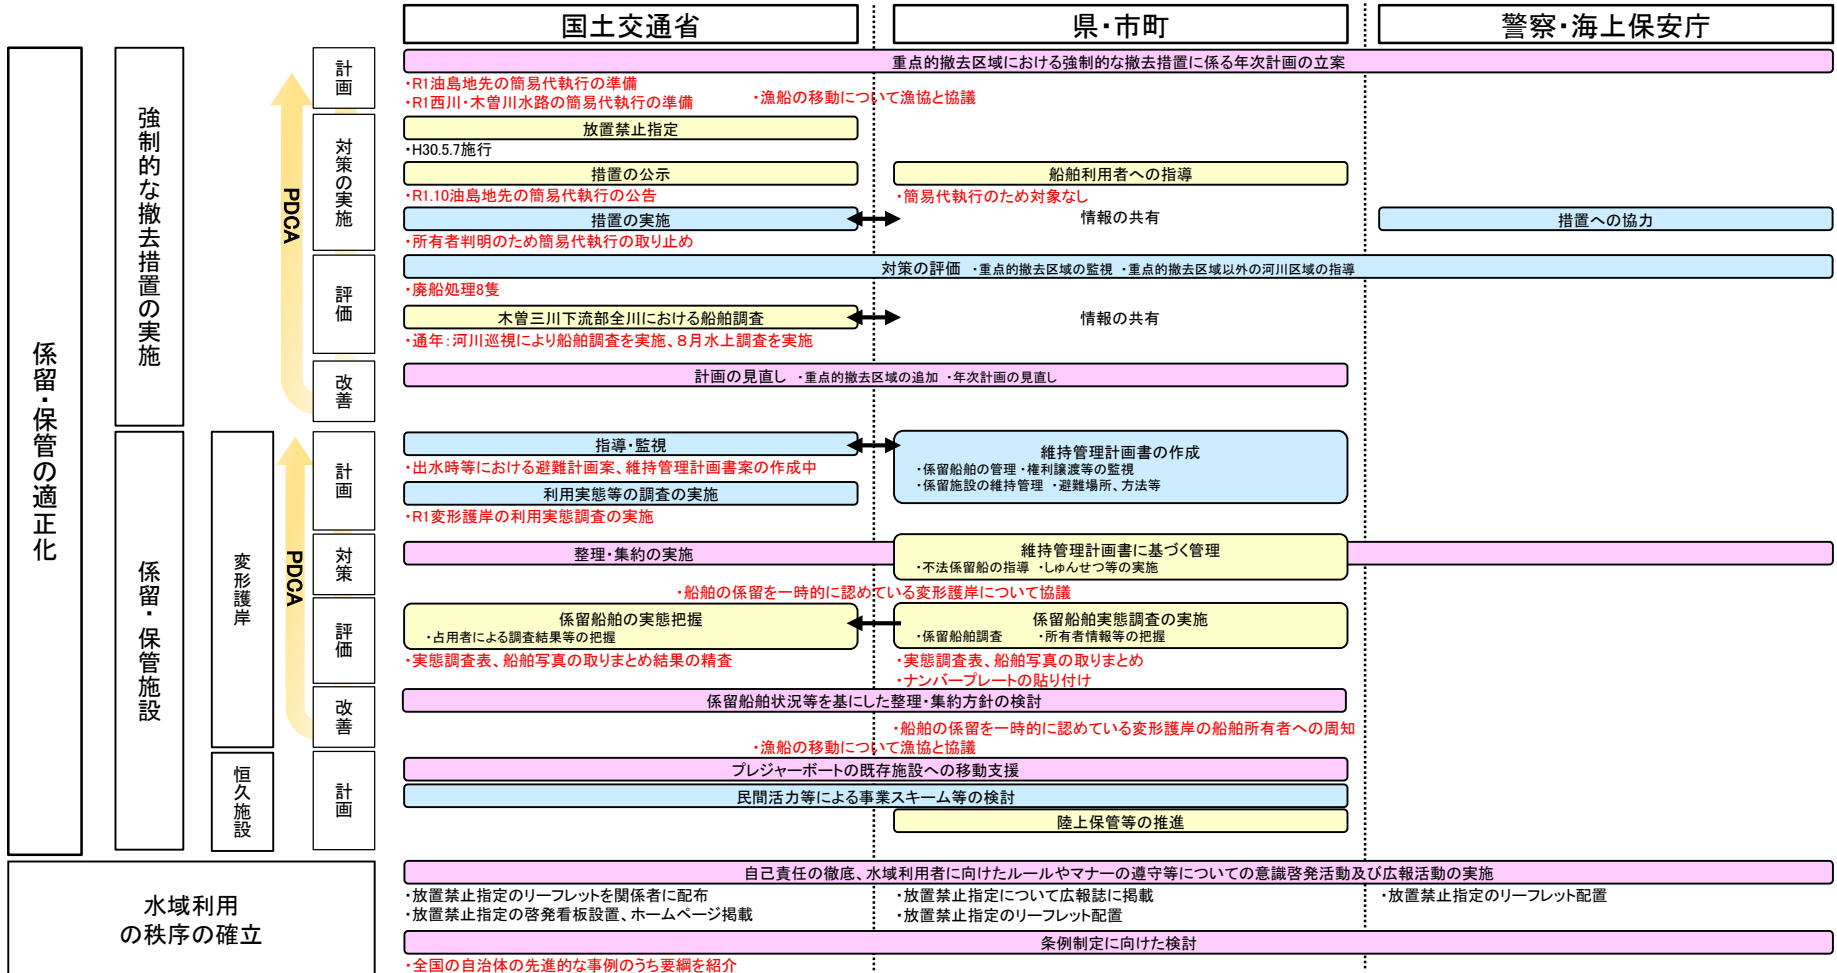 国土交通省
県・市町
警察・海上保安庁
係留・保管の適正化
強制的な撤去措置の実施
PDCA
計画
重点的撤去区域における強制的な撤去措置に係る年次計画の立案
・R1油島地先の簡易代執行の準備
・R1西川・木曽川水路の簡易代執行の準備
・漁船の移動について漁協と協議
対策の実施
放置禁止指定
・H30.5.7施行
措置の公示
船舶利用者への指導
・R1.10油島地先の簡易代執行の公告
・簡易代執行のため対象なし
措置の実施
情報の共有
措置への協力
・所有者判明のため簡易代執行の取り止め
評価
対策の評価 ・重点的撤去区域の監視 ・重点的撤去区域以外の河川区域の指導
・廃船処理8隻
木曽三川下流部全川における船舶調査
情報の共有
・通年：河川巡視により船舶調査を実施、８月水上調査を実施
改善
計画の見直し ・重点的撤去区域の追加 ・年次計画の見直し
係留・保管施設
変形護岸
PDCA
計画
指導・監視
維持管理計画書の作成
・係留船舶の管理 ・権利譲渡等の監視
・係留施設の維持管理 ・避難場所、方法等
・出水時等における避難計画案、維持管理計画書案の作成中
利用実態等の調査の実施
・R1変形護岸の利用実態調査の実施
対策
整理・集約の実施
維持管理計画書に基づく管理
・不法係留船の指導 ・しゅんせつ等の実施
・船舶の係留を一時的に認めている変形護岸について協議
評価
係留船舶の実態把握
・占用者による調査結果等の把握
係留船舶実態調査の実施
・係留船舶調査 ・所有者情報等の把握
・実態調査表、船舶写真の取りまとめ結果の精査
・実態調査表、船舶写真の取りまとめ
・ナンバープレートの貼り付け
改善
係留船舶状況等を基にした整理・集約方針の検討
・船舶の係留を一時的に認めている変形護岸の船舶所有者への周知
・漁船の移動について漁協と協議
恒久施設
計画
プレジャーボートの既存施設への移動支援
民間活力等による事業スキーム等の検討
陸上保管等の推進
水域利用
の秩序の確立
自己責任の徹底、水域利用者に向けたルールやマナーの遵守等についての意識啓発活動及び広報活動の実施
・放置禁止指定のリーフレットを関係者に配布
・放置禁止指定の啓発看板設置、ホームページ掲載
・放置禁止指定について広報誌に掲載
・放置禁止指定のリーフレット配置
・放置禁止指定のリーフレット配置
条例制定に向けた検討
・全国の自治体の先進的な事例のうち要綱を紹介